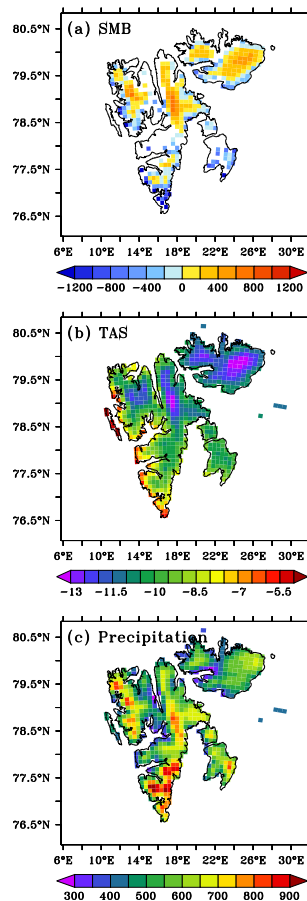 (a) SMB
80.5°N
79.5°N
78.5°N
77.5°N
76.5°N
6°E 10°E 14°E 18°E 22°E 26°E 30°E
−1200 −800 −400 0 400 800 1200
(b) TAS
80.5°N
79.5°N
78.5°N
77.5°N
76.5°N
6°E 10°E 14°E 18°E 22°E 26°E 30°E
−13 −11.5 −10 −8.5 −7 −5.5
(c) Precipitation
80.5°N
79.5°N
78.5°N
77.5°N
76.5°N
6°E 10°E 14°E 18°E 22°E 26°E 30°E
300 400 500 600 700 800 900